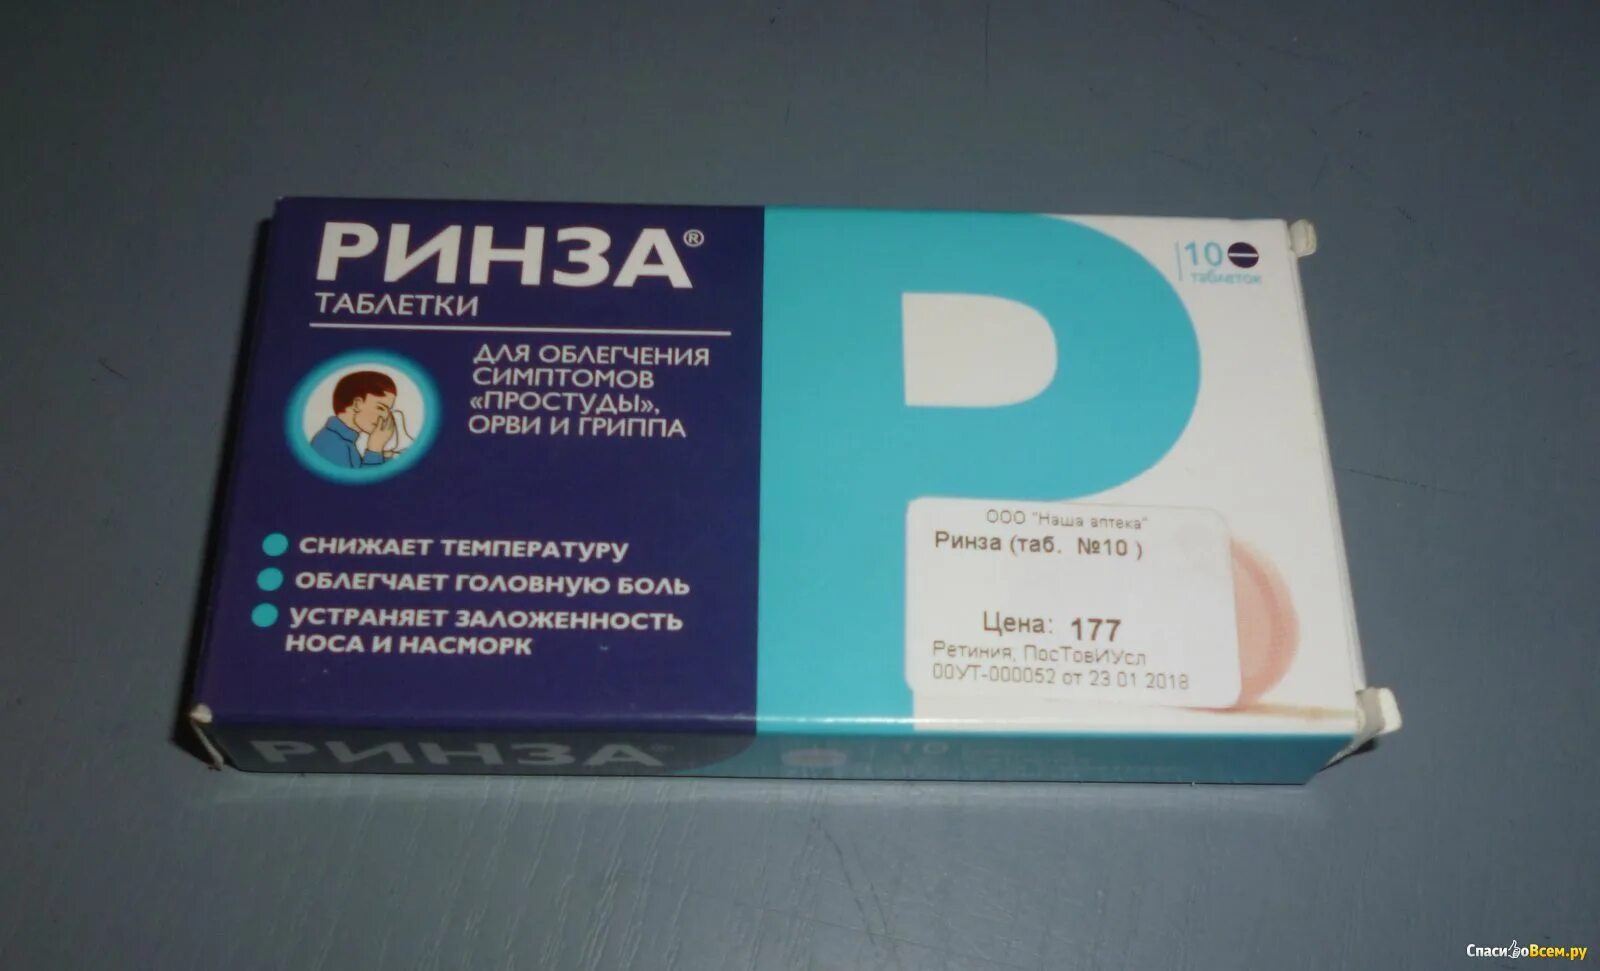 РИНЗА®
ТАБЛЕТКИ
ДЛЯ ОБЛЕГЧЕНИЯ
СИМПТОМОВ
«ПРОСТУДЫ»,
ОРВИ И ГРИППА
СНИЖАЕТ ТЕМПЕРАТУРУ
ОБЛЕГЧАЕТ ГОЛОВНУЮ БОЛЬ
УСТРАНЯЕТ ЗАЛОЖЕННОСТЬ
НОСА И НАСМОРК
Р
10
таблеток
ООО "Наша аптека"
Ринза (таб. №10 )
Цена: 177
Ретиния, ПосТовИУсл
00УТ-000052 от 23 01 2018
РИНЗА®
10
СпасибоВсем.ру